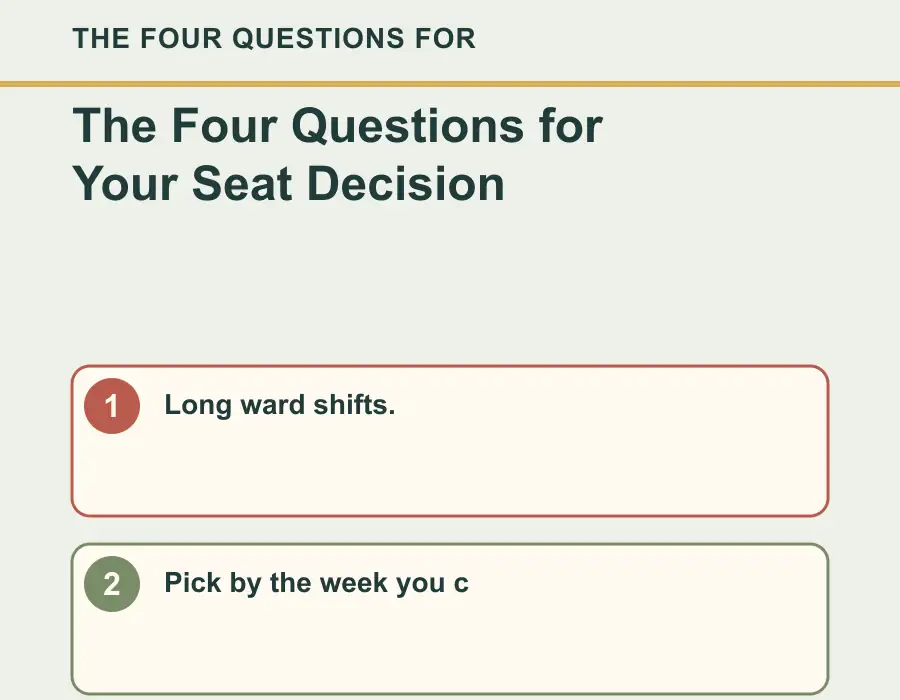 THE FOUR QUESTIONS FOR
The Four Questions for
Your Seat Decision
1 Long ward shifts.
2 Pick by the week you c